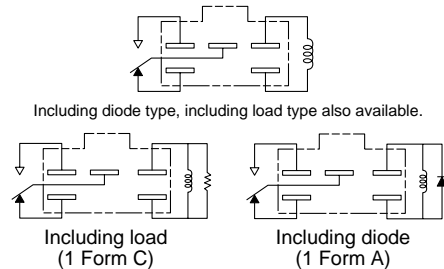 Including diode type, including load type also available.
Including load
(1 Form C)
Including diode
(1 Form A)